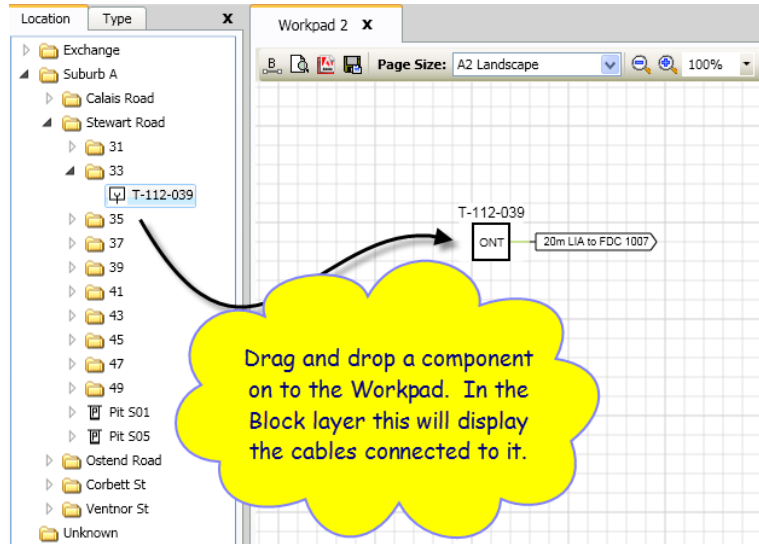 Location
Type
X
Workpad 2 X
Exchange
Suburb A
Calais Road
Stewart Road
31
33
T-112-039
35
37
39
41
43
45
47
49
Pit S01
Pit S05
Ostend Road
Corbett St
Ventnor St
Unknown
B
Page Size: A2 Landscape
100%
T-112-039
ONT
20m LIA to FDC 1007
Drag and drop a component
on to the Workpad. In the
Block layer this will display
the cables connected to it.